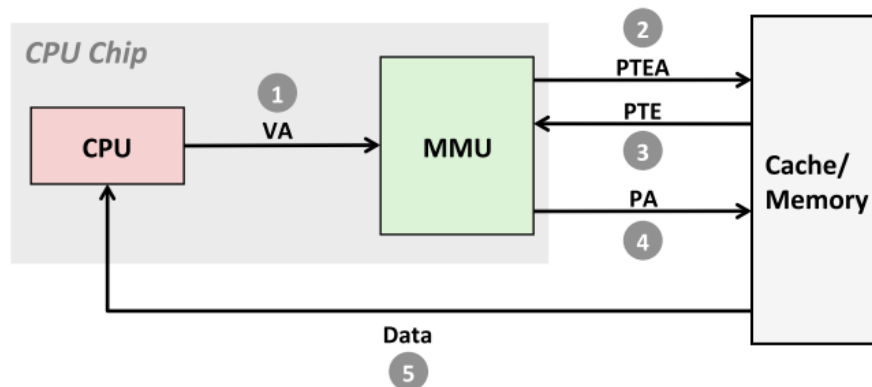 2
CPU Chip
PTEA
1
VA
PTE
CPU
MMU
3
Cache/
Memory
PA
4
Data
5